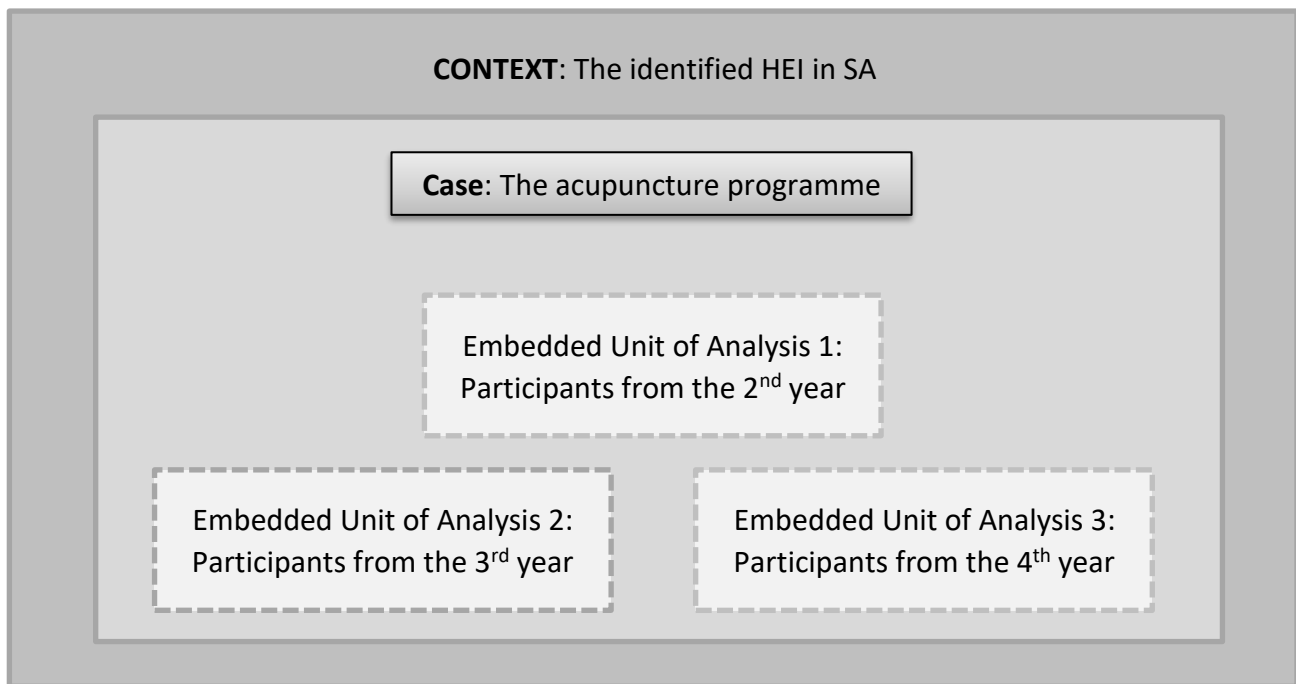 CONTEXT: The identified HEI in SA
Case: The acupuncture programme
Embedded Unit of Analysis 1:
Participants from the 2nd year
Embedded Unit of Analysis 2:
Participants from the 3rd year
Embedded Unit of Analysis 3:
Participants from the 4th year